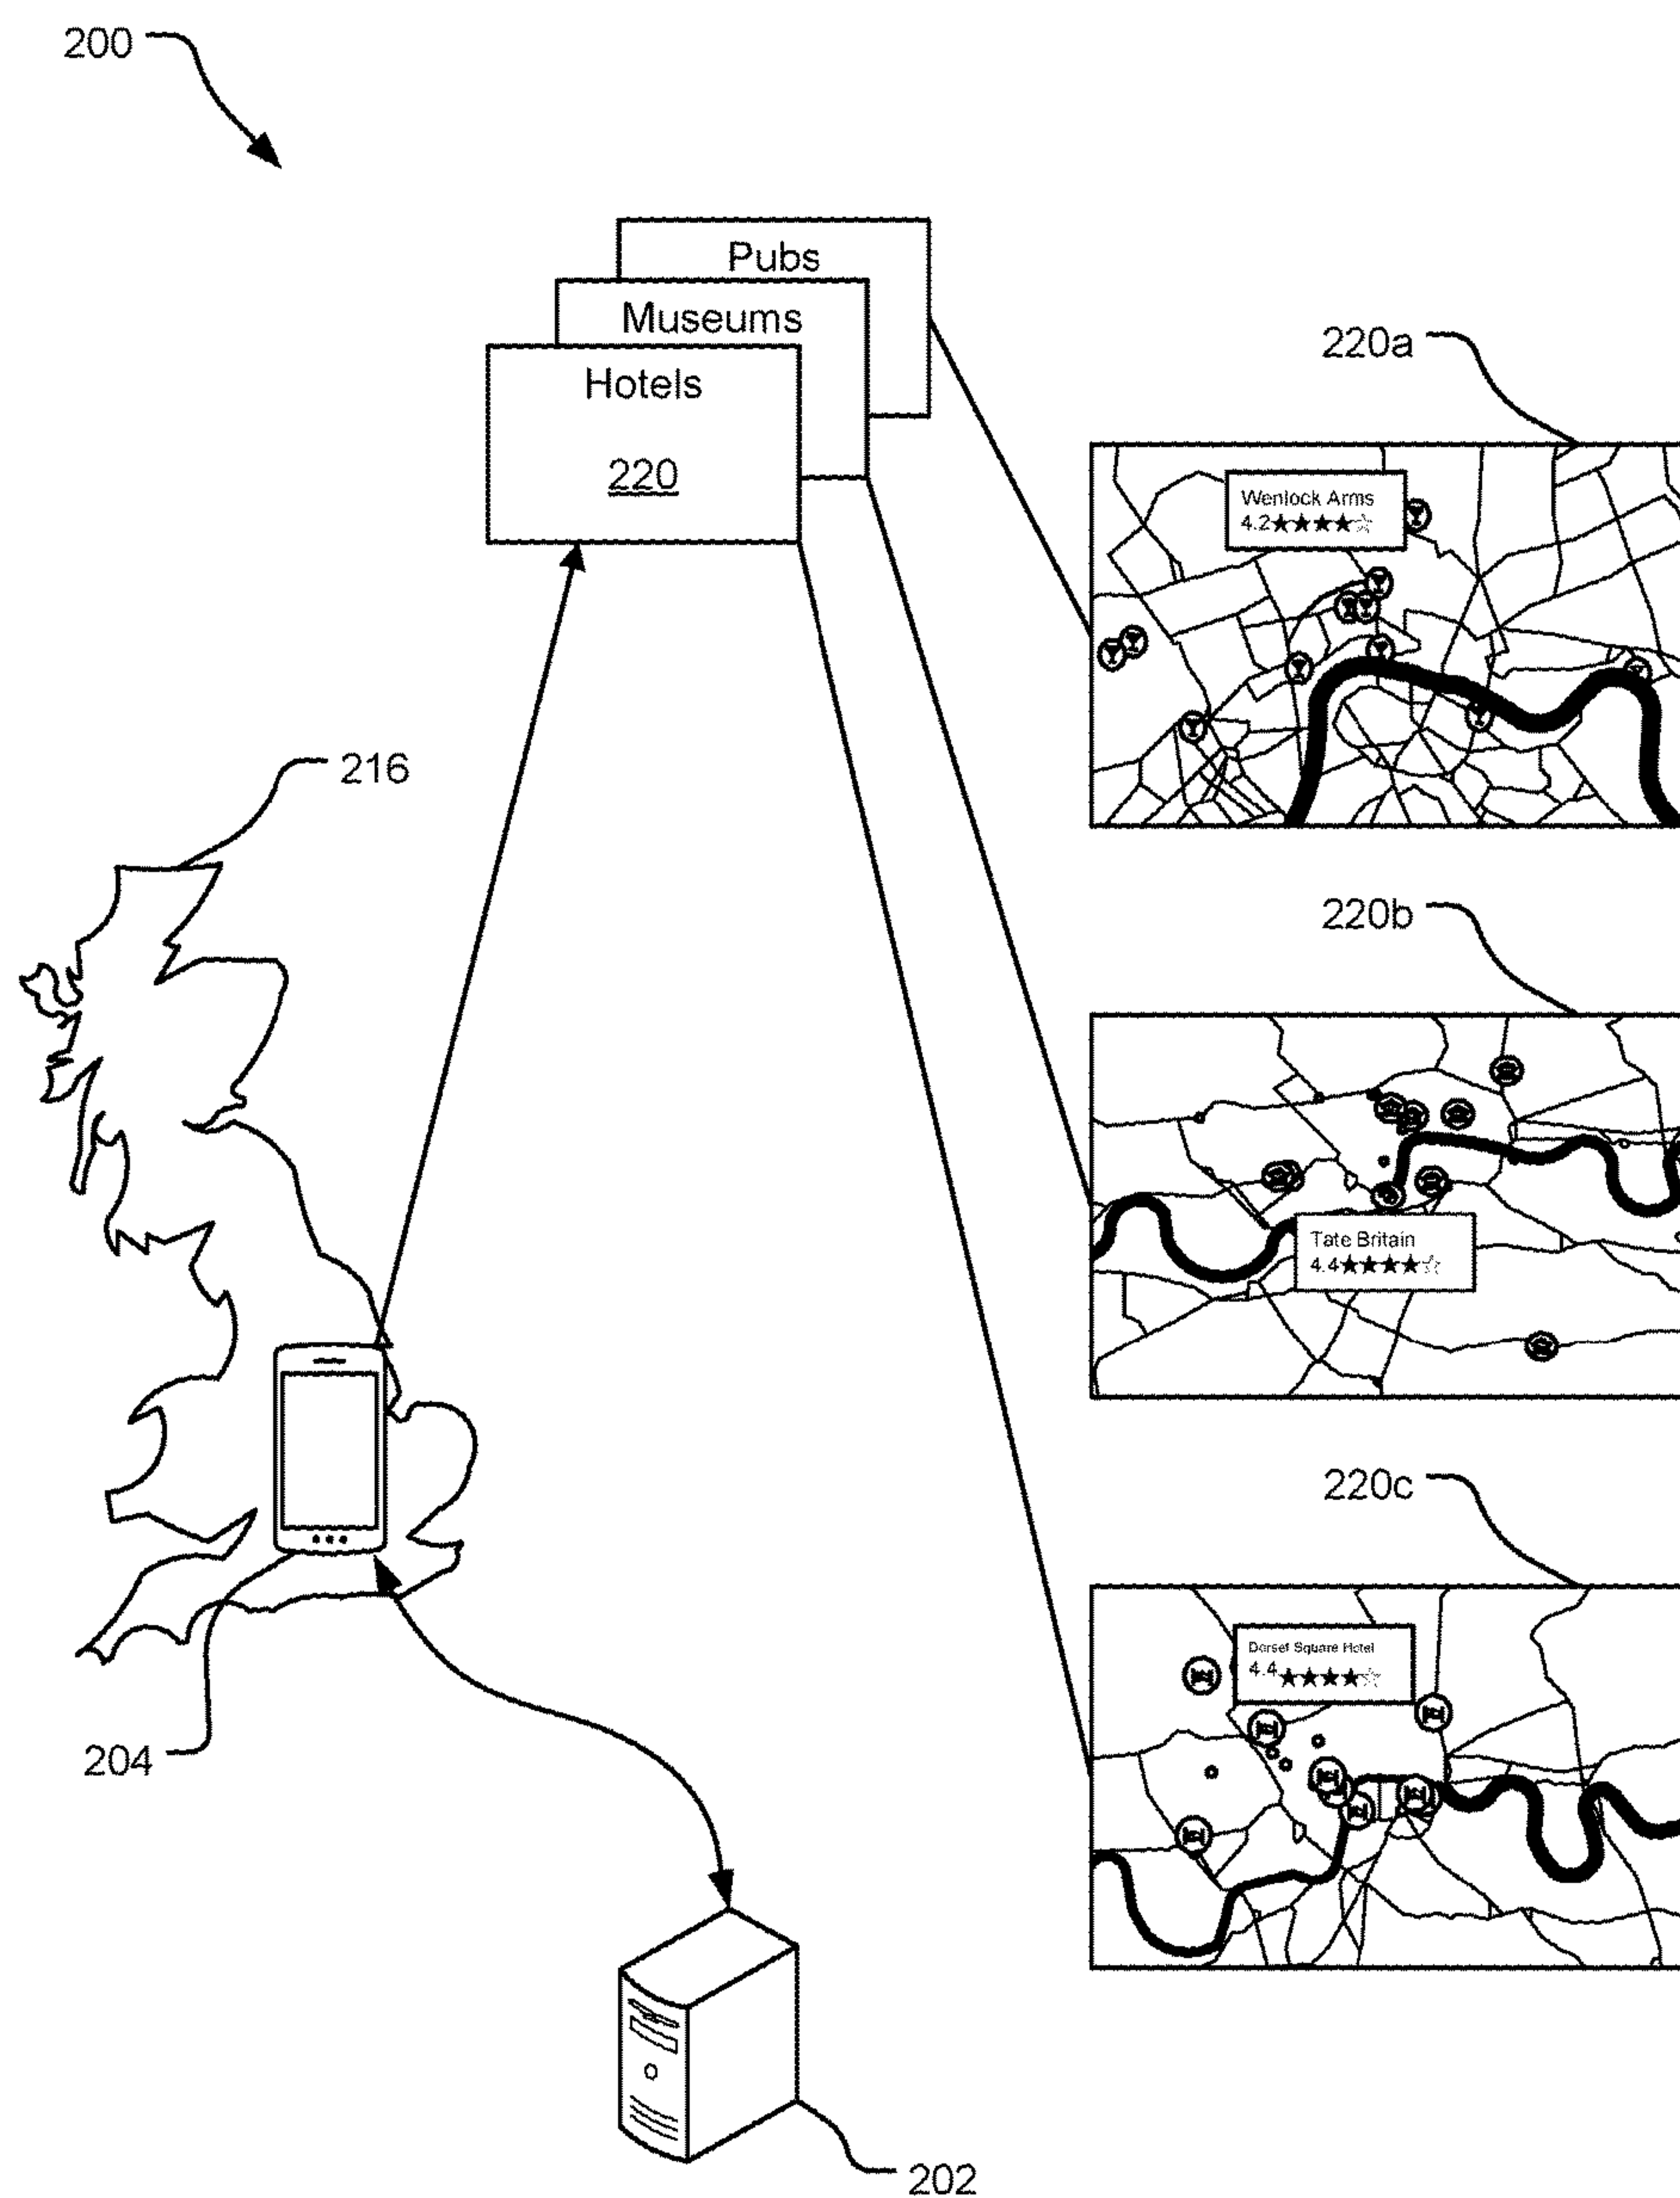 200
Pubs
Museums
Hotels
220
220a
Wenlock Arms
4.2★★★★☆
216
220b
Tate Britain
4.4★★★★☆
220c
Dorset Square Hotel
4.4★★★★☆
204
202